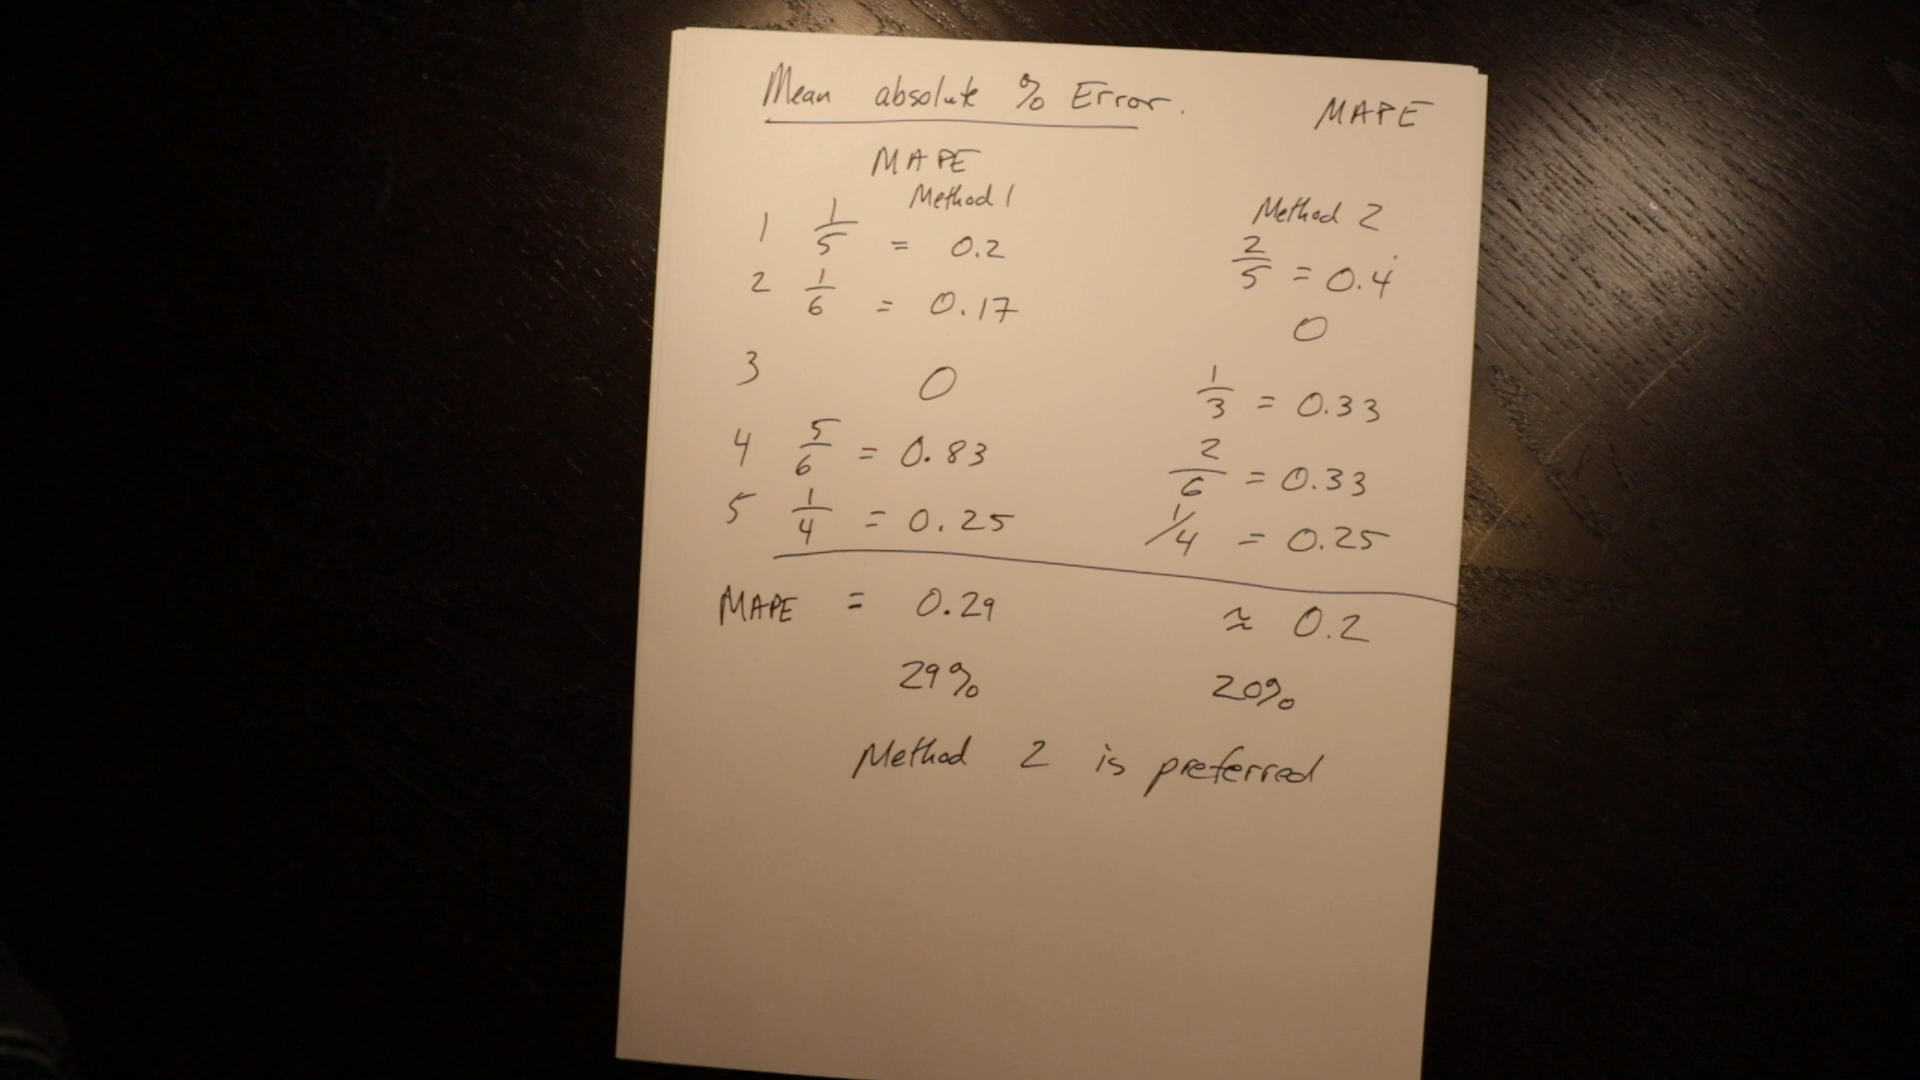 Mean absolute % Error. MAPE
MAPE
Method 1 Method 2
1 1/5 = 0.2 2/5 = 0.4
2 1/6 = 0.17 0
3 0 1/3 = 0.33
4 5/6 = 0.83 2/6 = 0.33
5 1/4 = 0.25 1/4 = 0.25
MAPE = 0.29 ≈ 0.2
29% 20%
Method 2 is preferred